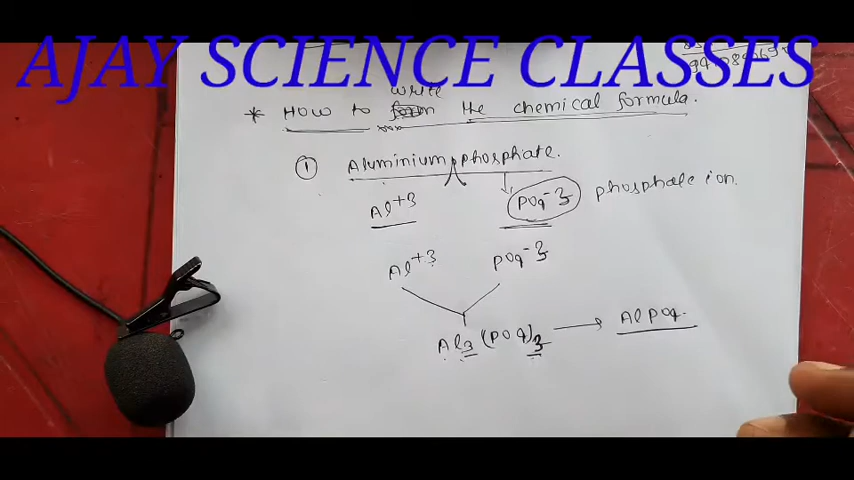 AJAY SCIENCE CLASSES
write
* How to the chemical formula.
① Aluminium phosphate.
Al+3 PO4-3 phosphate ion.
Al+3 PO4-3
Al3(PO4)3 → AlPO4.